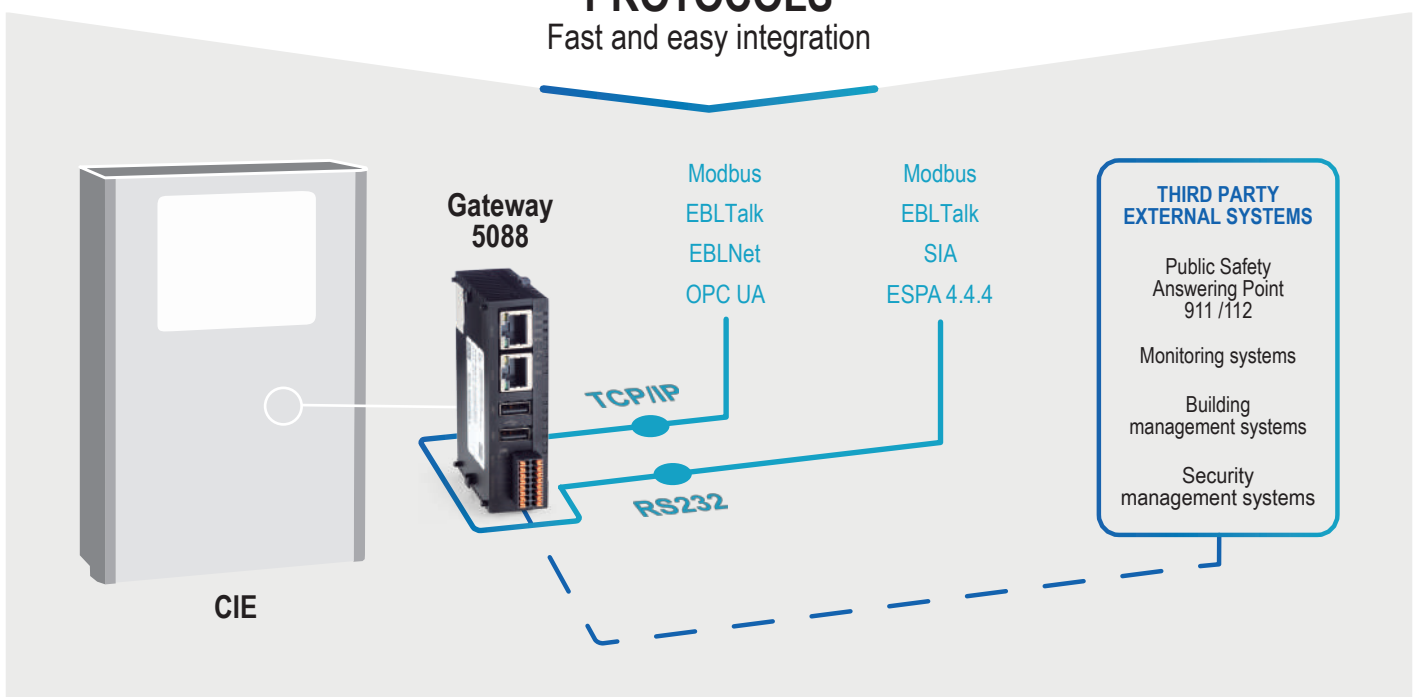 PROTOCOLS
Fast and easy integration
Gateway
5088
Modbus
EBLTalk
EBLNet
OPC UA
Modbus
EBLTalk
SIA
ESPA 4.4.4
THIRD PARTY
EXTERNAL SYSTEMS
Public Safety
Answering Point
911 /112
Monitoring systems
Building
management systems
Security
management systems
TCP/IP
RS232
CIE